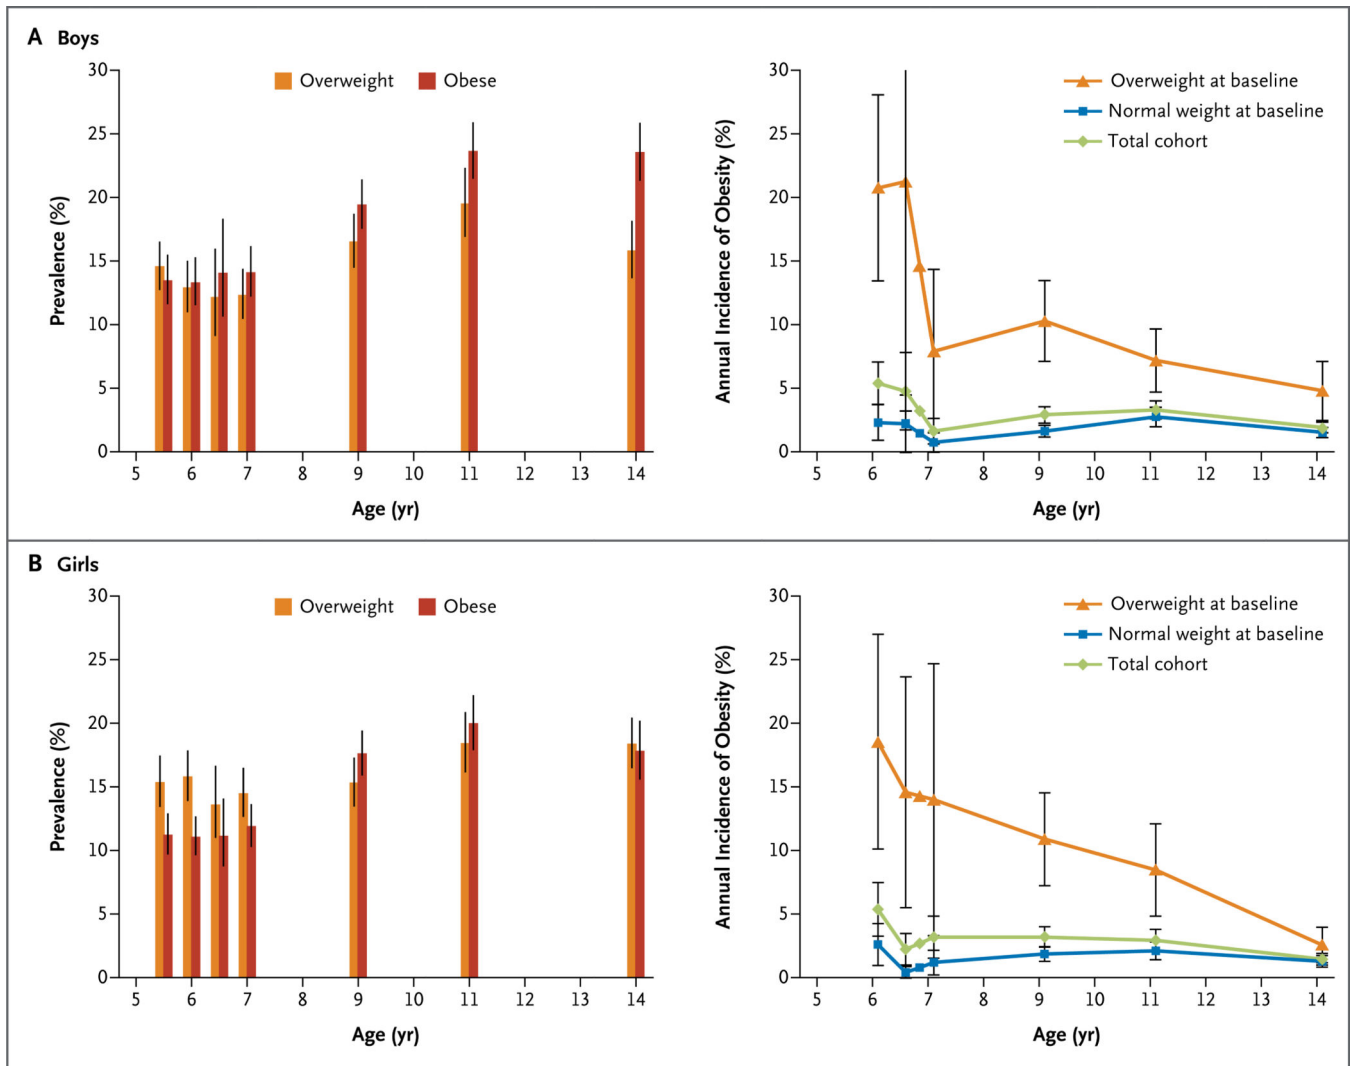 A Boys
Overweight
Obese
Prevalence (%)
30
25
20
15
10
5
0
5 6 7 8 9 10 11 12 13 14
Age (yr)
Overweight at baseline
Normal weight at baseline
Total cohort
Annual Incidence of Obesity (%)
30
25
20
15
10
5
0
5 6 7 8 9 10 11 12 13 14
Age (yr)
B Girls
Overweight
Obese
Prevalence (%)
30
25
20
15
10
5
0
5 6 7 8 9 10 11 12 13 14
Age (yr)
Overweight at baseline
Normal weight at baseline
Total cohort
Annual Incidence of Obesity (%)
30
25
20
15
10
5
0
5 6 7 8 9 10 11 12 13 14
Age (yr)